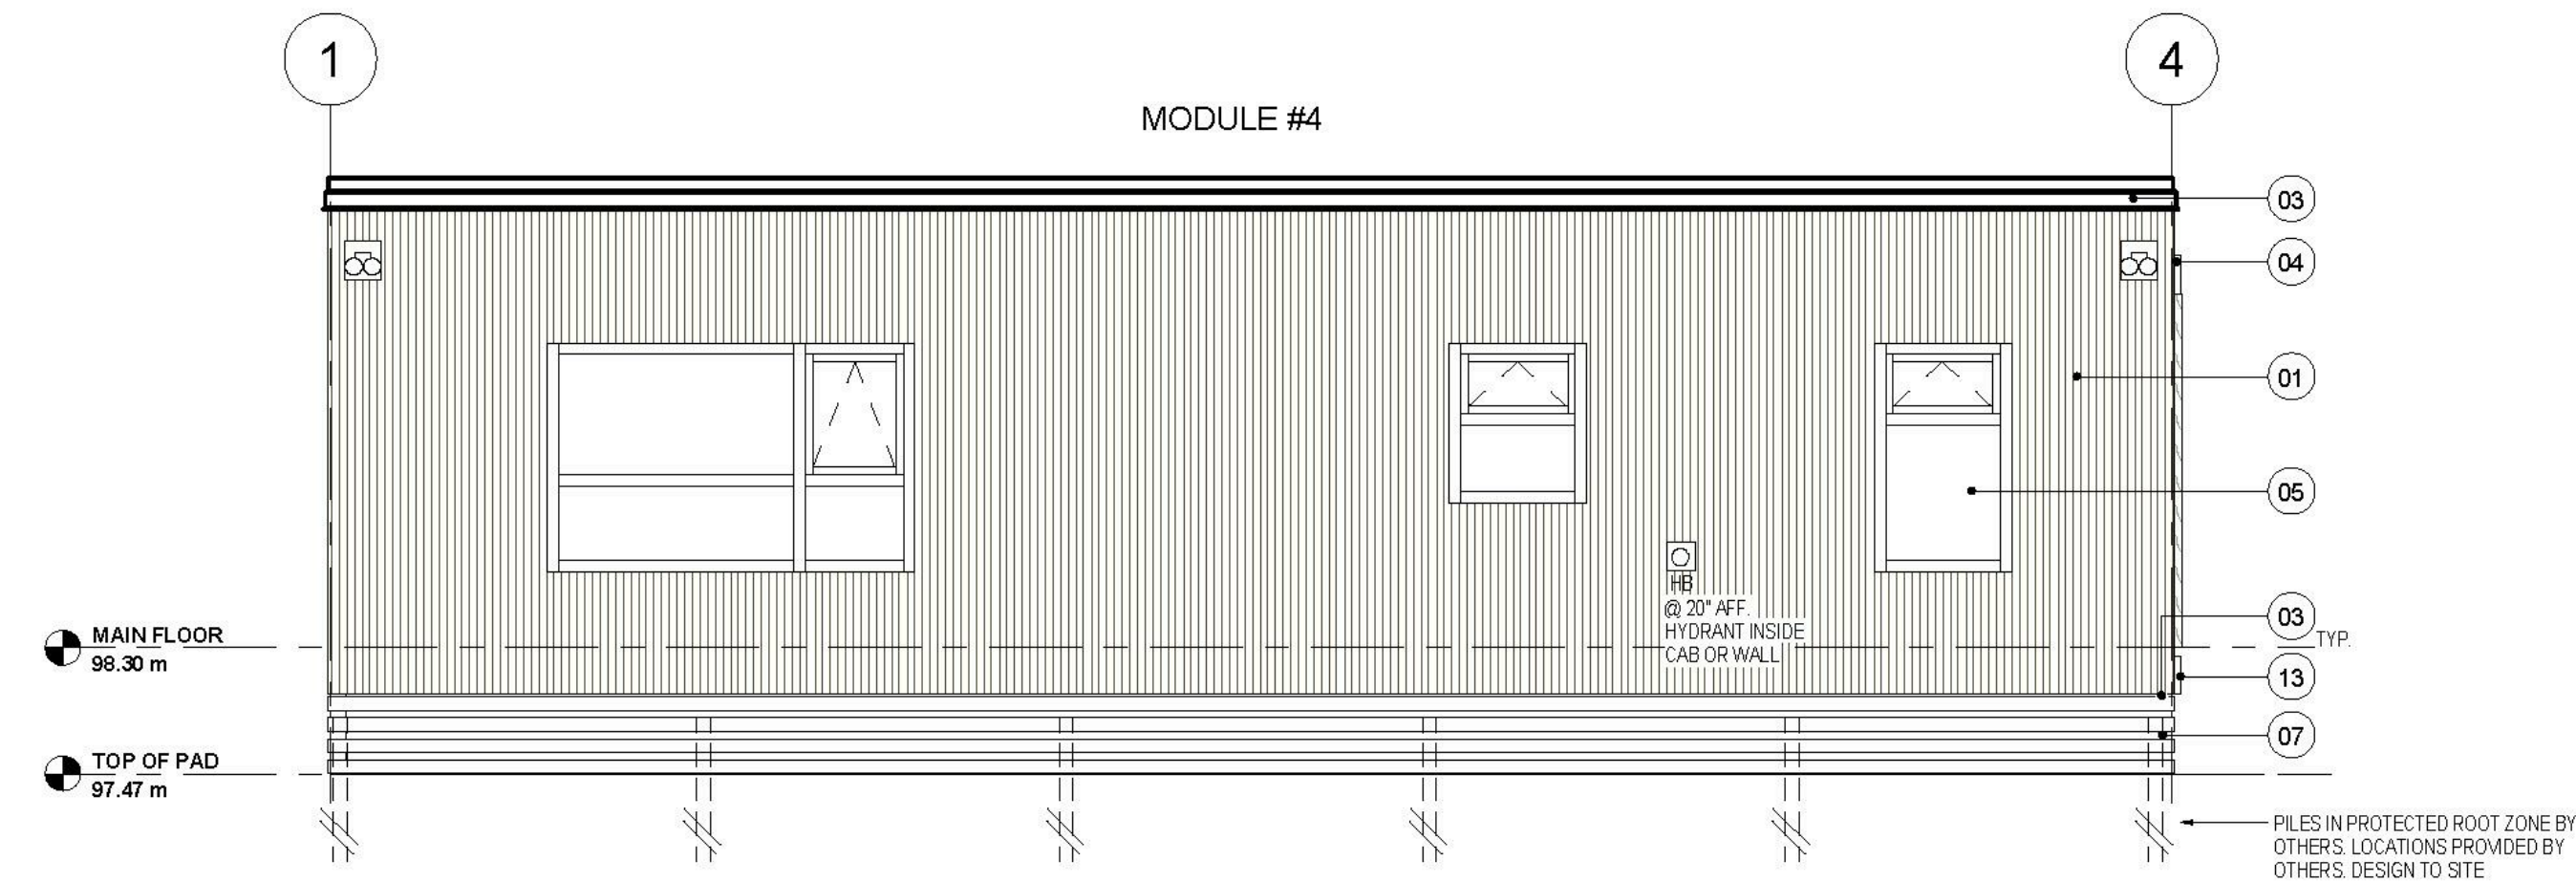 1
4
MODULE #4
03
04
01
05
HB
@ 20" AFF.
HYDRANT INSIDE
CAB OR WALL
MAIN FLOOR
98.30 m
03
TYP.
13
07
TOP OF PAD
97.47 m
PILES IN PROTECTED ROOT ZONE BY
OTHERS. LOCATIONS PROVIDED BY
OTHERS. DESIGN TO SITE